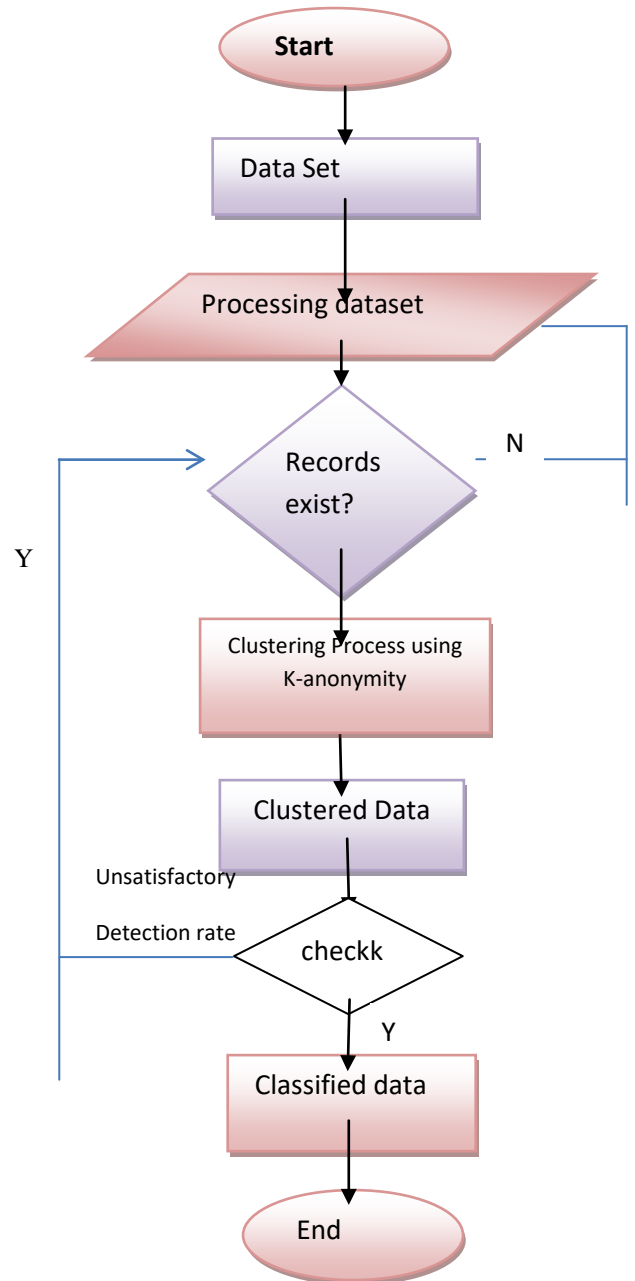 Start
Data Set
Processing dataset
Records
exist?
N
Y
Clustering Process using
K-anonymity
Clustered Data
Unsatisfactory
Detection rate
checkk
Y
Classified data
End